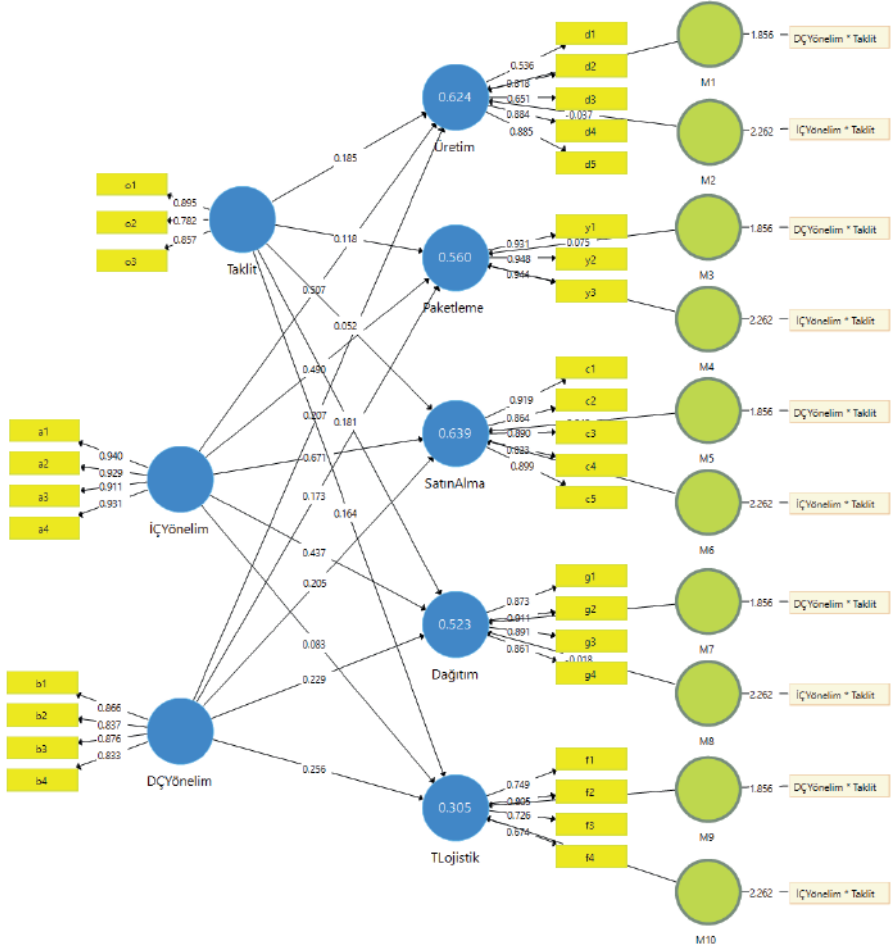 d1
0.536
d2
0.818
d3
0.651
0.884
d4
0.885
d5
0.624
Üretim
-0.037
M1
1.856
DÇYönelim * Taklit
M2
2.262
İÇYönelim * Taklit
o1
0.895
o2
0.782
o3
0.857
Taklit
0.185
0.118
0.507
0.052
y1
0.931
0.075
y2
0.948
y3
0.944
0.560
Paketleme
M3
1.856
DÇYönelim * Taklit
M4
2.262
İÇYönelim * Taklit
0.490
0.207
0.181
c1
0.919
c2
0.864
c3
0.890
c4
0.823
c5
0.899
0.639
SatınAlma
M5
1.856
DÇYönelim * Taklit
M6
2.262
İÇYönelim * Taklit
a1
0.940
a2
0.929
a3
0.911
a4
0.931
İÇYönelim
0.671
0.173
0.164
0.437
0.205
0.083
0.229
0.256
g1
0.873
g2
0.911
g3
0.891
g4
0.861
-0.018
0.523
Dağıtım
M7
1.856
DÇYönelim * Taklit
M8
2.262
İÇYönelim * Taklit
b1
0.866
b2
0.837
b3
0.876
b4
0.833
DÇYönelim
f1
0.749
f2
0.805
f3
0.726
f4
0.674
0.305
TLojistik
M9
1.856
DÇYönelim * Taklit
M10
2.262
İÇYönelim * Taklit